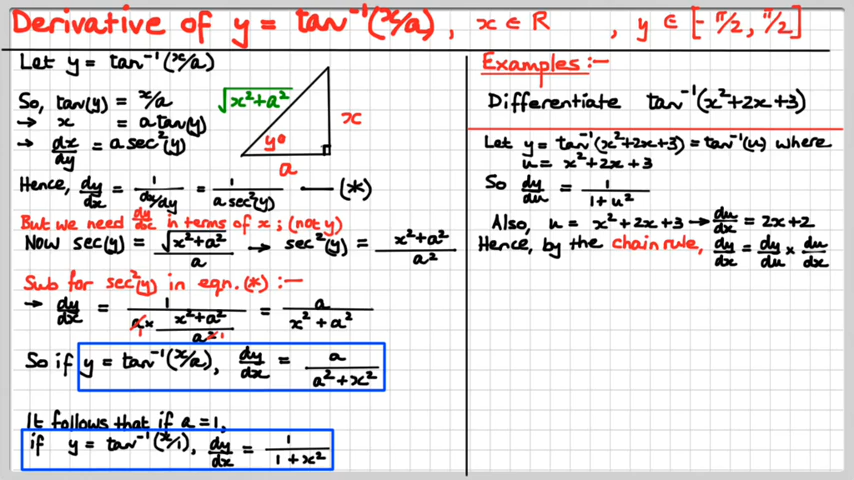 Derivative of y = tan⁻¹(x/a), x ∈ R , y ∈ [-π/2, π/2]
Let y = tan⁻¹(x/a)
So, tan(y) = x/a
→ x = a tan(y)
→ dx/dy = a sec²(y)
√(x²+a²)
x
y°
a
Hence, dy/dx = 1/(dx/dy) = 1/(a sec²(y)) — (*)
But we need dy/dx in terms of x; (not y)
Now sec(y) = √(x²+a²)/a → sec²(y) = (x²+a²)/a²
Sub for sec²(y) in eqn. (*) :-
→ dy/dx = 1/(a × (x²+a²)/a²) = a/(x²+a²)
So if y = tan⁻¹(x/a), dy/dx = a/(a²+x²)
It follows that if a = 1,
if y = tan⁻¹(x/1), dy/dx = 1/(1+x²)
Examples:-
Differentiate tan⁻¹(x²+2x+3)
Let y = tan⁻¹(x²+2x+3) = tan⁻¹(u) where
u = x²+2x+3
So dy/du = 1/(1+u²)
Also, u = x²+2x+3 → du/dx = 2x+2
Hence, by the chain rule, dy/dx = dy/du × du/dx